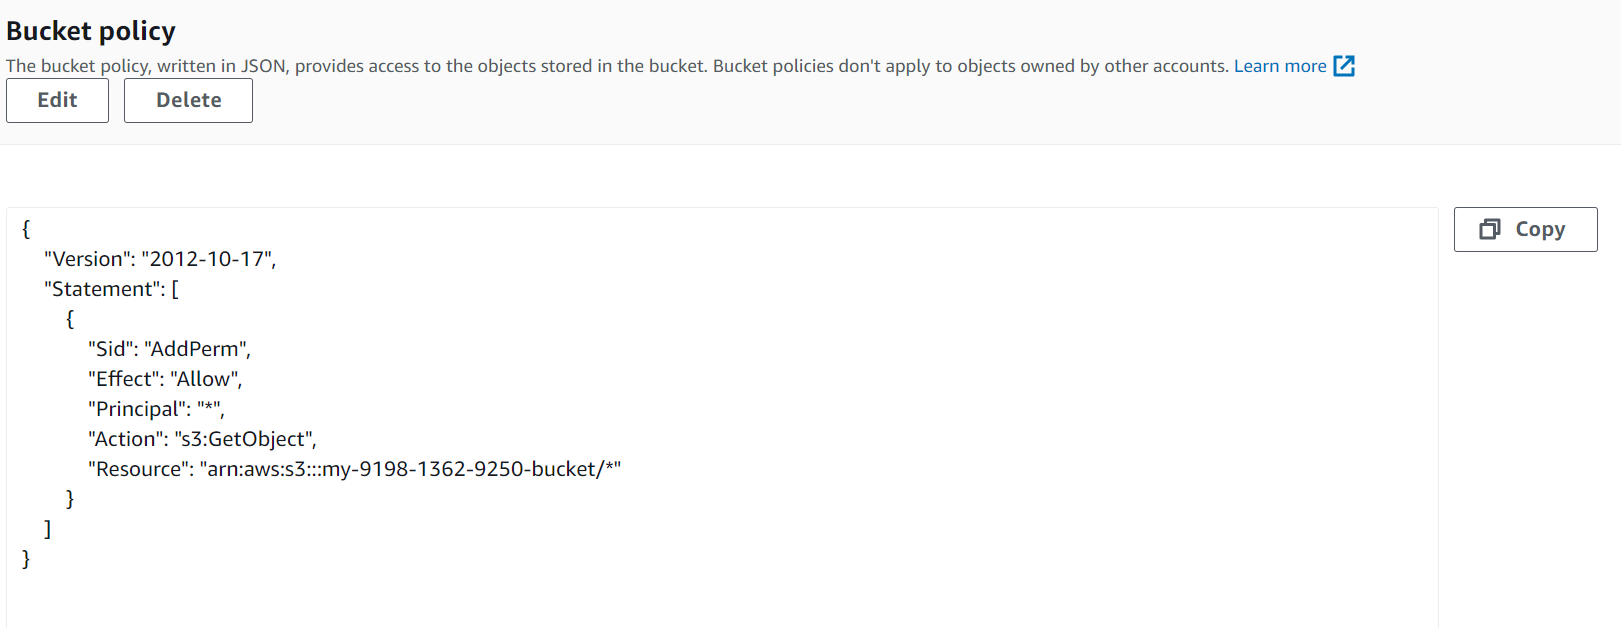 Bucket policy
The bucket policy, written in JSON, provides access to the objects stored in the bucket. Bucket policies don't apply to objects owned by other accounts. Learn more
Edit Delete
Copy
{
"Version": "2012-10-17",
"Statement": [
{
"Sid": "AddPerm",
"Effect": "Allow",
"Principal": "*",
"Action": "s3:GetObject",
"Resource": "arn:aws:s3:::my-9198-1362-9250-bucket/*"
}
]
}